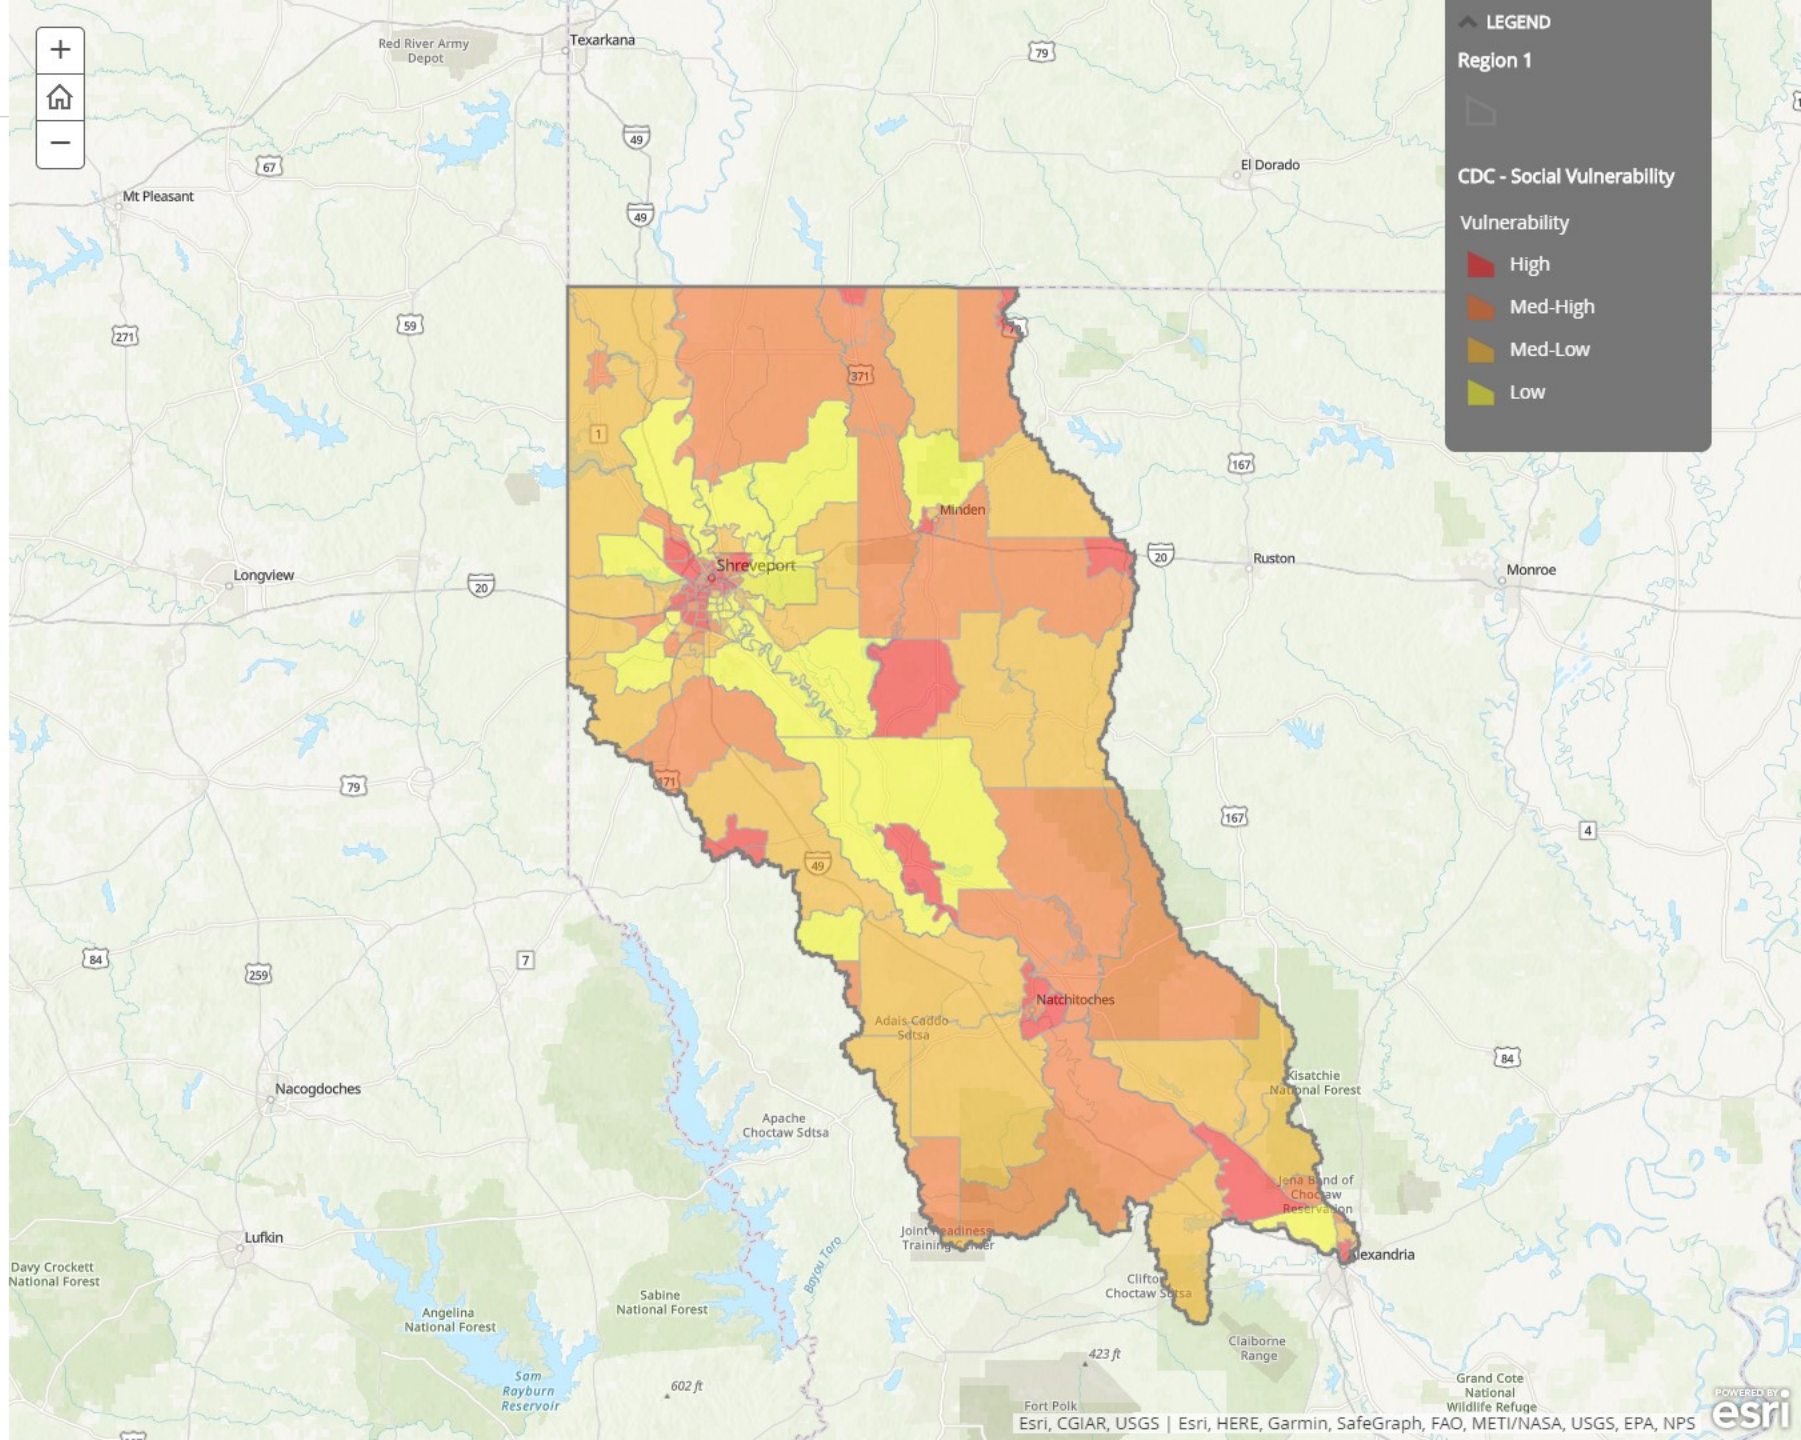 +
−
LEGEND
Region 1
CDC - Social Vulnerability
Vulnerability
High
Med-High
Med-Low
Low
Texarkana
Red River Army
Depot
79
49
67
El Dorado
Mt Pleasant
49
59
271
371
1
167
Minden
Shreveport
20
Ruston
Monroe
Longview
20
171
79
167
4
49
84
259
7
Natchitoches
Adais Caddo
Sdtsa
84
Kisatchie
National Forest
Nacogdoches
Apache
Choctaw Sdtsa
Jena Band of
Choctaw
Reservation
Lufkin
Joint Readiness
Training Center
Bayou Toro
Alexandria
Davy Crockett
National Forest
Clifton
Choctaw Sdtsa
Sabine
National Forest
Angelina
National Forest
Claiborne
Range
423 ft
Sam
Rayburn
Reservoir
602 ft
Grand Cote
National
Wildlife Refuge
Fort Polk
POWERED BY
esri
Esri, CGIAR, USGS | Esri, HERE, Garmin, SafeGraph, FAO, METI/NASA, USGS, EPA, NPS